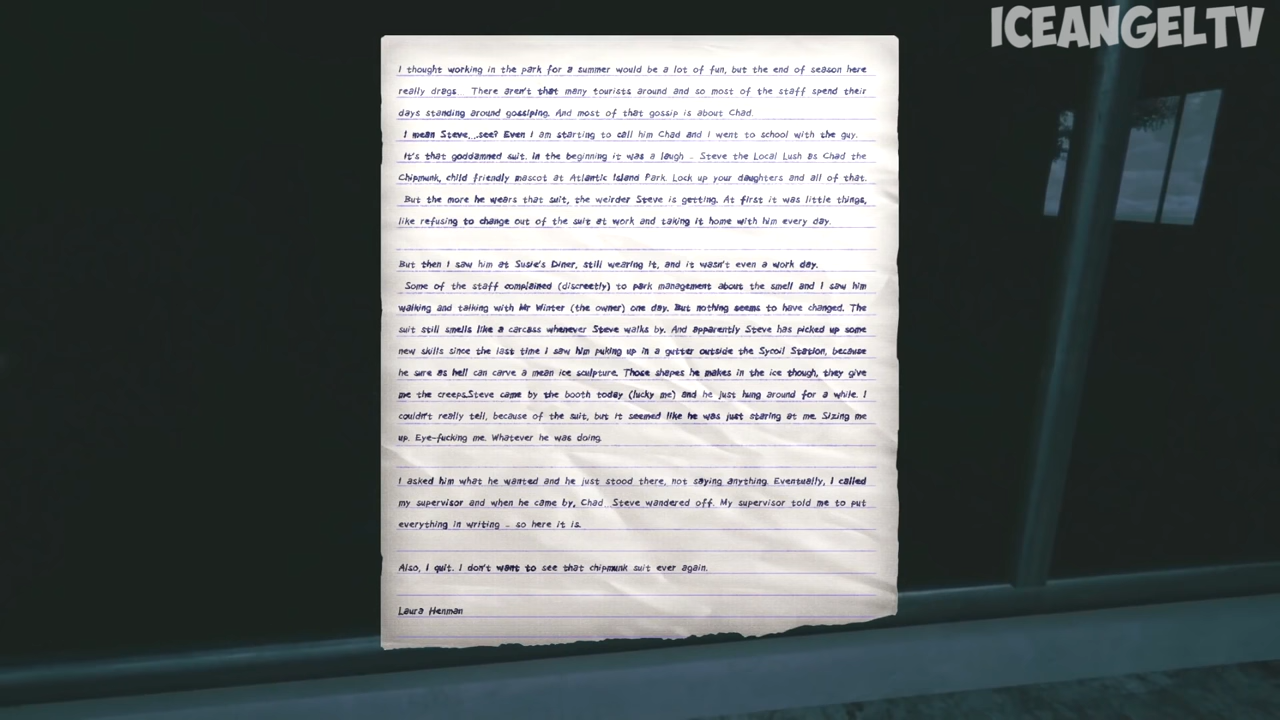 ICEANGELTV
I thought working in the park for a summer would be a lot of fun, but the end of season here
really drags... There aren't that many tourists around and so most of the staff spend their
days standing around gossiping. And most of that gossip is about Chad.
I mean Steve...see? Even I am starting to call him Chad and I went to school with the guy.
It's that goddamned suit. In the beginning it was a laugh - Steve the Local Lush as Chad the
Chipmunk, child friendly mascot at Atlantic Island Park. Lock up your daughters and all of that.
But the more he wears that suit, the weirder Steve is getting. At first it was little things,
like refusing to change out of the suit at work and taking it home with him every day.
But then I saw him at Susie's Diner, still wearing it, and it wasn't even a work day.
Some of the staff complained (discreetly) to park management about the smell and I saw him
walking and talking with Mr Winter (the owner) one day. But nothing seems to have changed. The
suit still smells like a carcass whenever Steve walks by. And apparently Steve has picked up some
new skills since the last time I saw him puking up in a gutter outside the Sycoil Station, because
he sure as hell can carve a mean ice sculpture. Those shapes he makes in the ice though, they give
me the creeps.Steve came by the booth today (lucky me) and he just hung around for a while. I
couldn't really tell, because of the suit, but it seemed like he was just staring at me. Sizing me
up. Eye-fucking me. Whatever he was doing.
I asked him what he wanted and he just stood there, not saying anything. Eventually, I called
my supervisor and when he came by, Chad...Steve wandered off. My supervisor told me to put
everything in writing - so here it is.
Also, I quit. I don't want to see that chipmunk suit ever again.
Laura Henman